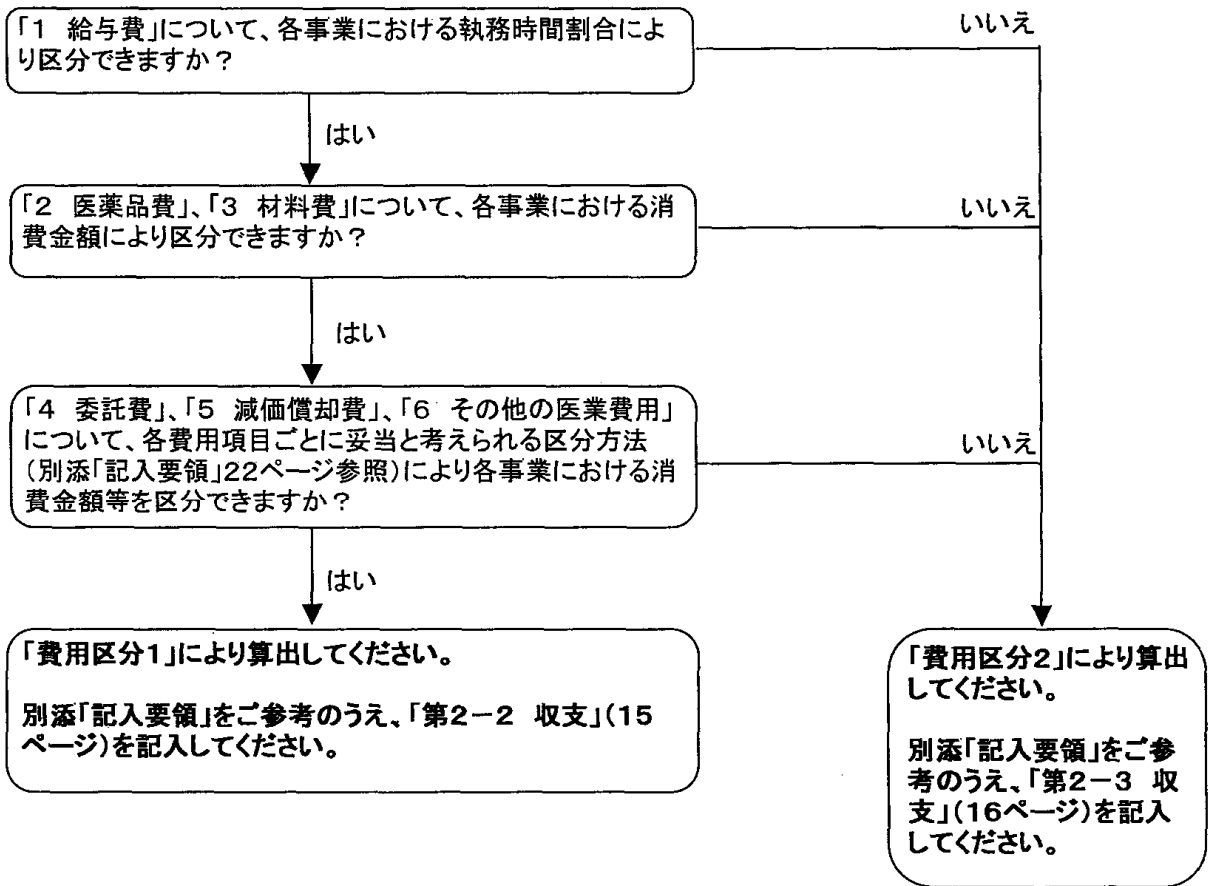 「1 給与費」について、各事業における執務時間割合によ
り区分できますか?
いいえ
はい
「2 医薬品費」、「3 材料費」について、各事業における消
費金額により区分できますか?
いいえ
はい
「4 委託費」、「5 減価償却費」、「6 その他の医業費用」
について、各費用項目ごとに妥当と考えられる区分方法
(別添「記入要領」22ページ参照)により各事業における消
費金額等を区分できますか?
いいえ
はい
「費用区分1」により算出してください。
別添「記入要領」をご参考のうえ、「第2-2 収支」(15
ページ)を記入してください。
「費用区分2」により算出
してください。
別添「記入要領」をご参
考のうえ、「第2-3 収
支」(16ページ)を記入
してください。